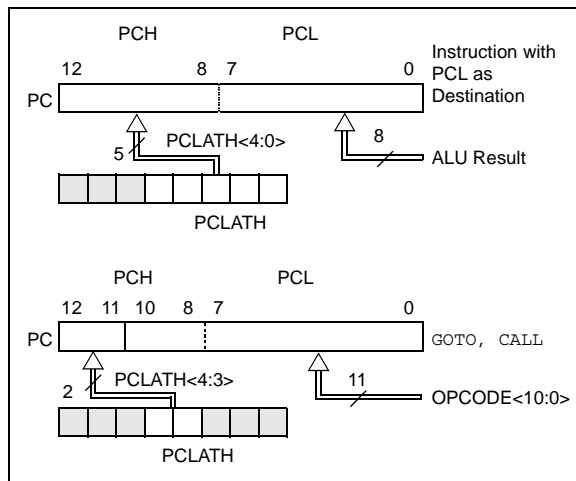 PCH PCL
12 8 7 0
Instruction with
PCL as
Destination
PC
5 PCLATH<4:0> 8
ALU Result
PCLATH
PCH PCL
12 11 10 8 7 0
PC GOTO, CALL
2 PCLATH<4:3> 11
OPCODE<10:0>
PCLATH